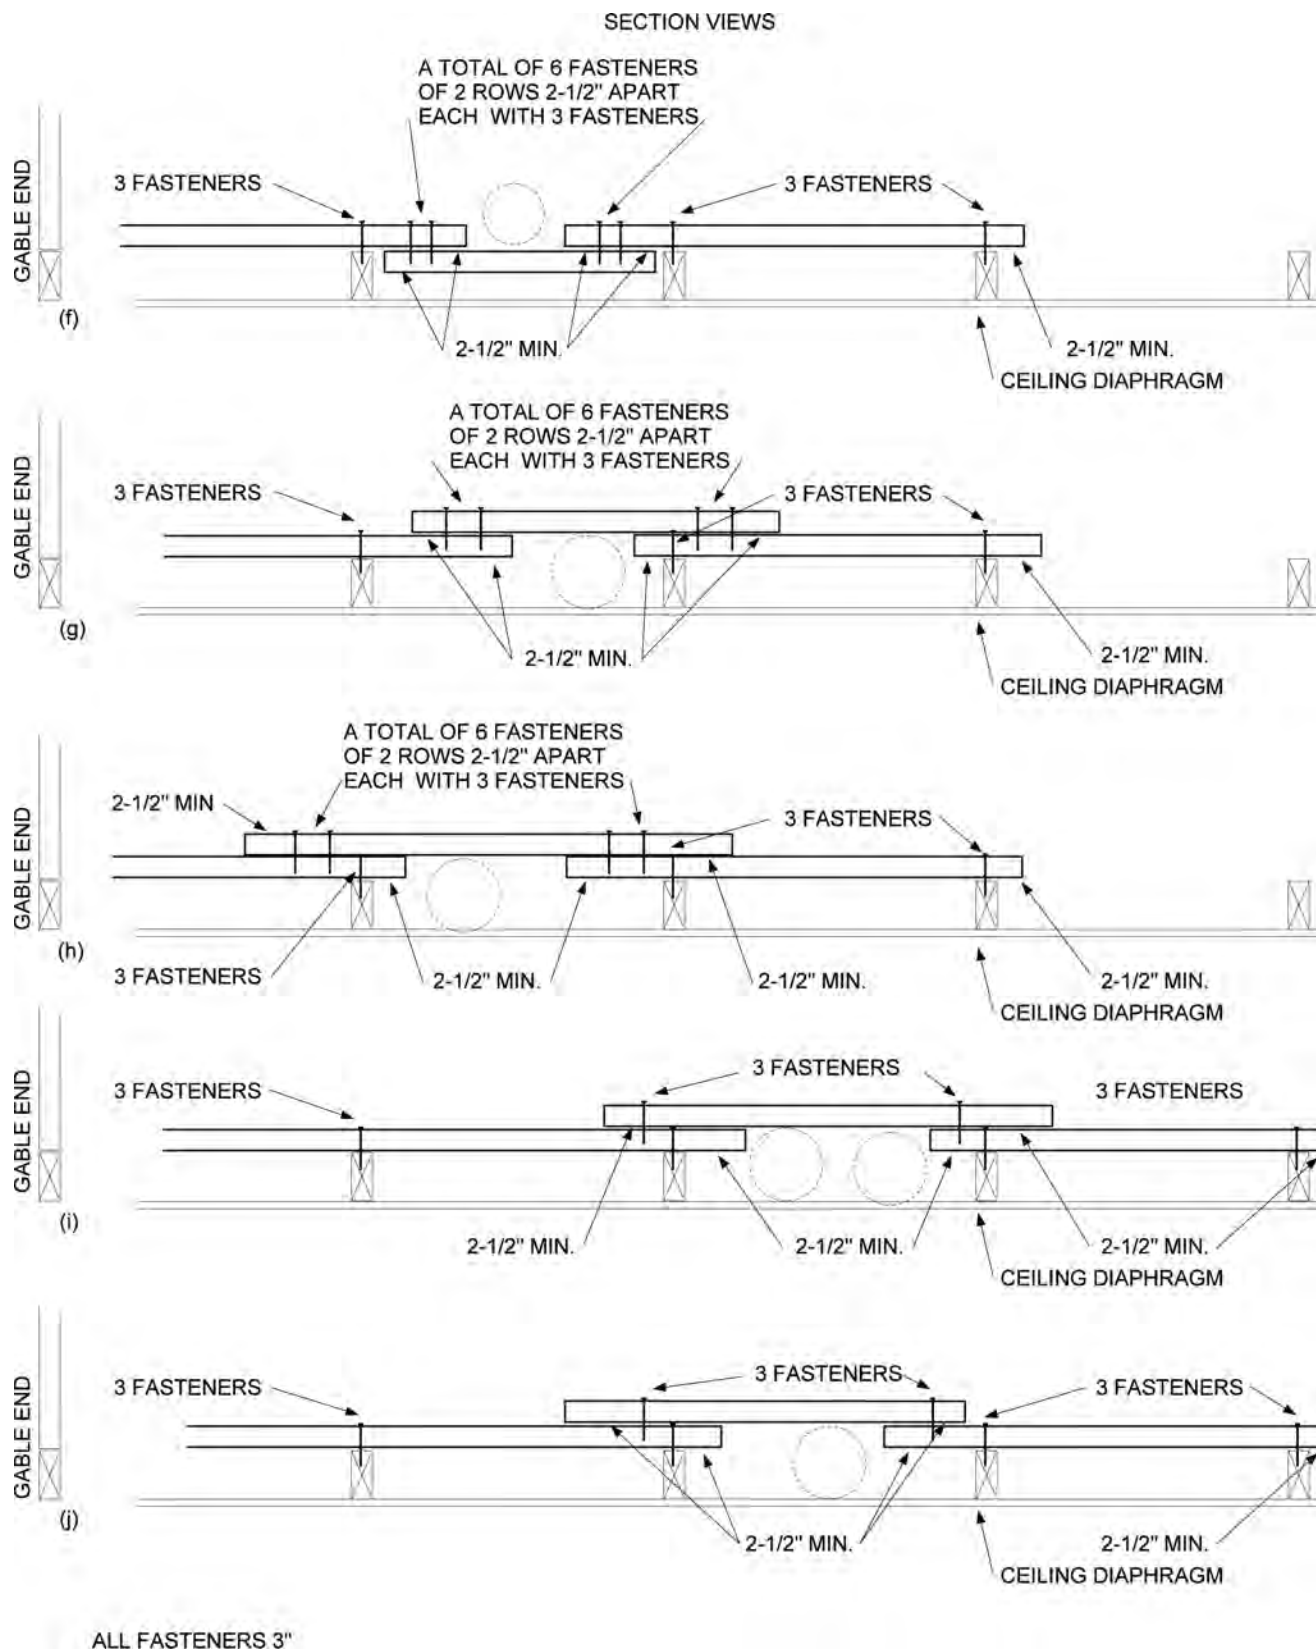 SECTION VIEWS
A TOTAL OF 6 FASTENERS
OF 2 ROWS 2-1/2" APART
EACH WITH 3 FASTENERS
GABLE END
3 FASTENERS
3 FASTENERS
(f)
2-1/2" MIN.
2-1/2" MIN.
CEILING DIAPHRAGM
A TOTAL OF 6 FASTENERS
OF 2 ROWS 2-1/2" APART
EACH WITH 3 FASTENERS
GABLE END
3 FASTENERS
3 FASTENERS
(g)
2-1/2" MIN.
2-1/2" MIN.
CEILING DIAPHRAGM
A TOTAL OF 6 FASTENERS
OF 2 ROWS 2-1/2" APART
EACH WITH 3 FASTENERS
GABLE END
2-1/2" MIN
3 FASTENERS
(h)
3 FASTENERS
2-1/2" MIN.
2-1/2" MIN.
2-1/2" MIN.
CEILING DIAPHRAGM
GABLE END
3 FASTENERS
3 FASTENERS
3 FASTENERS
(i)
2-1/2" MIN.
2-1/2" MIN.
2-1/2" MIN.
CEILING DIAPHRAGM
GABLE END
3 FASTENERS
3 FASTENERS
3 FASTENERS
(j)
2-1/2" MIN.
2-1/2" MIN.
CEILING DIAPHRAGM
ALL FASTENERS 3"